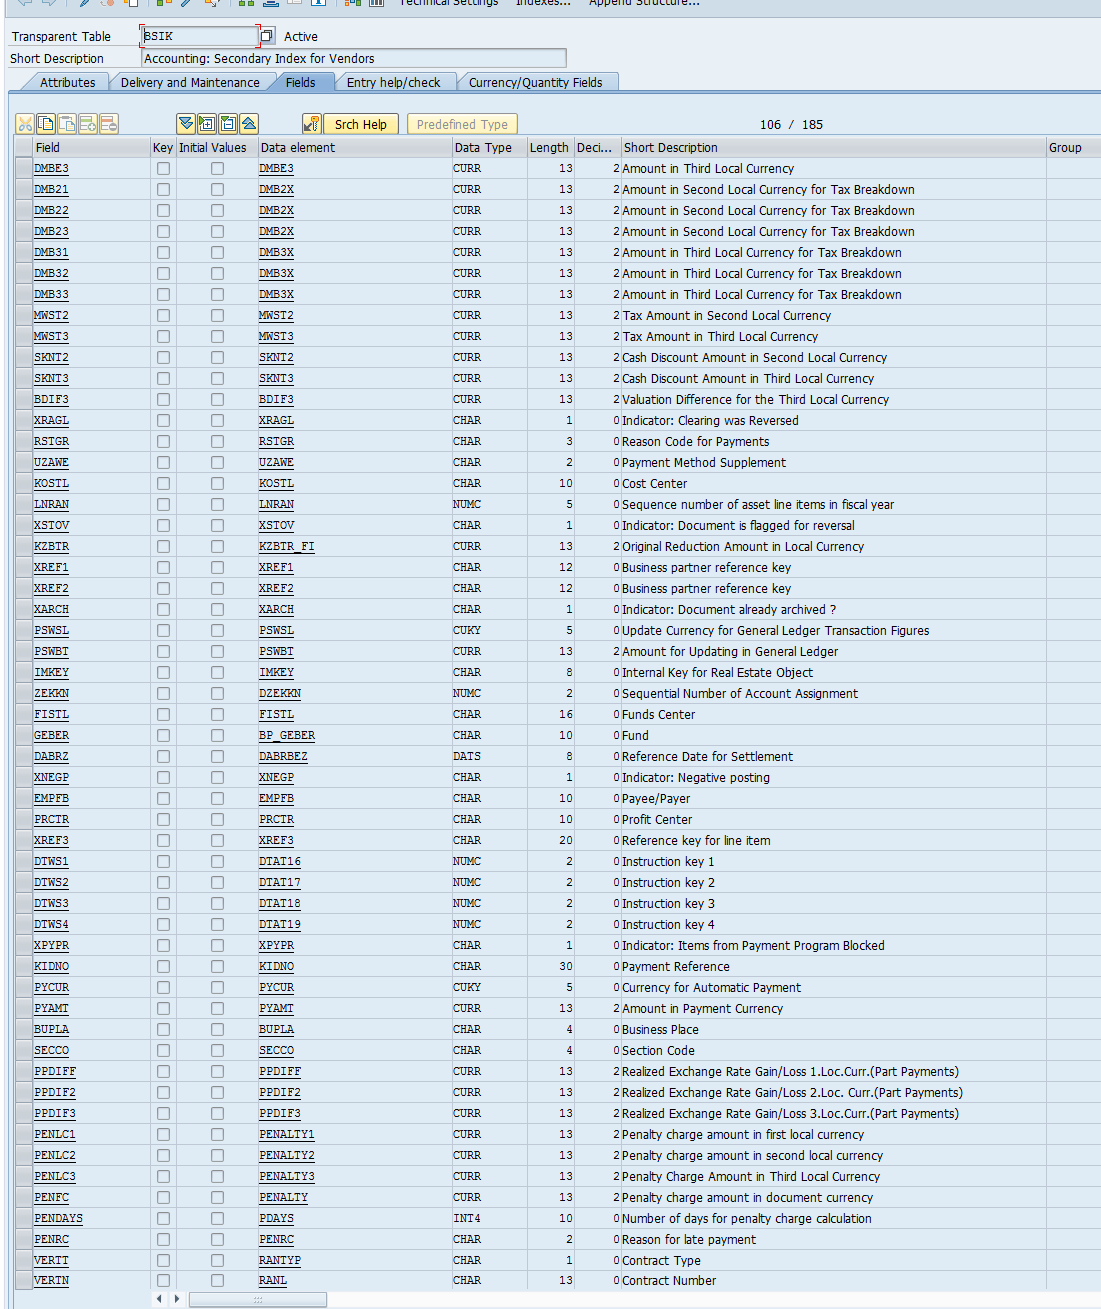 Technical Settings Indexes... Append Structure...
Transparent Table BSIK Active
Short Description Accounting: Secondary Index for Vendors
Attributes Delivery and Maintenance Fields Entry help/check Currency/Quantity Fields
Srch Help Predefined Type 106 / 185
Field Key Initial Values Data element Data Type Length Deci... Short Description Group
DMBE3 DMBE3 CURR 13 2 Amount in Third Local Currency
DMB21 DMB2X CURR 13 2 Amount in Second Local Currency for Tax Breakdown
DMB22 DMB2X CURR 13 2 Amount in Second Local Currency for Tax Breakdown
DMB23 DMB2X CURR 13 2 Amount in Second Local Currency for Tax Breakdown
DMB31 DMB3X CURR 13 2 Amount in Third Local Currency for Tax Breakdown
DMB32 DMB3X CURR 13 2 Amount in Third Local Currency for Tax Breakdown
DMB33 DMB3X CURR 13 2 Amount in Third Local Currency for Tax Breakdown
MWST2 MWST2 CURR 13 2 Tax Amount in Second Local Currency
MWST3 MWST3 CURR 13 2 Tax Amount in Third Local Currency
SKNT2 SKNT2 CURR 13 2 Cash Discount Amount in Second Local Currency
SKNT3 SKNT3 CURR 13 2 Cash Discount Amount in Third Local Currency
BDIF3 BDIF3 CURR 13 2 Valuation Difference for the Third Local Currency
XRAGL XRAGL CHAR 1 0 Indicator: Clearing was Reversed
RSTGR RSTGR CHAR 3 0 Reason Code for Payments
UZAWE UZAWE CHAR 2 0 Payment Method Supplement
KOSTL KOSTL CHAR 10 0 Cost Center
LNRAN LNRAN NUMC 5 0 Sequence number of asset line items in fiscal year
XSTOV XSTOV CHAR 1 0 Indicator: Document is flagged for reversal
KZBTR KZBTR_FI CURR 13 2 Original Reduction Amount in Local Currency
XREF1 XREF1 CHAR 12 0 Business partner reference key
XREF2 XREF2 CHAR 12 0 Business partner reference key
XARCH XARCH CHAR 1 0 Indicator: Document already archived ?
PSWSL PSWSL CUKY 5 0 Update Currency for General Ledger Transaction Figures
PSWBT PSWBT CURR 13 2 Amount for Updating in General Ledger
IMKEY IMKEY CHAR 8 0 Internal Key for Real Estate Object
ZEKKN DZEKKN NUMC 2 0 Sequential Number of Account Assignment
FISTL FISTL CHAR 16 0 Funds Center
GEBER BP_GEBER CHAR 10 0 Fund
DABRZ DABRBEZ DATS 8 0 Reference Date for Settlement
XNEGP XNEGP CHAR 1 0 Indicator: Negative posting
EMPFB EMPFB CHAR 10 0 Payee/Payer
PRCTR PRCTR CHAR 10 0 Profit Center
XREF3 XREF3 CHAR 20 0 Reference key for line item
DTWS1 DTAT16 NUMC 2 0 Instruction key 1
DTWS2 DTAT17 NUMC 2 0 Instruction key 2
DTWS3 DTAT18 NUMC 2 0 Instruction key 3
DTWS4 DTAT19 NUMC 2 0 Instruction key 4
XPYPR XPYPR CHAR 1 0 Indicator: Items from Payment Program Blocked
KIDNO KIDNO CHAR 30 0 Payment Reference
PYCUR PYCUR CUKY 5 0 Currency for Automatic Payment
PYAMT PYAMT CURR 13 2 Amount in Payment Currency
BUPLA BUPLA CHAR 4 0 Business Place
SECCO SECCO CHAR 4 0 Section Code
PPDIFF PPDIFF CURR 13 2 Realized Exchange Rate Gain/Loss 1.Loc.Curr.(Part Payments)
PPDIF2 PPDIF2 CURR 13 2 Realized Exchange Rate Gain/Loss 2.Loc. Curr.(Part Payments)
PPDIF3 PPDIF3 CURR 13 2 Realized Exchange Rate Gain/Loss 3.Loc.Curr.(Part Payments)
PENLC1 PENALTY1 CURR 13 2 Penalty charge amount in first local currency
PENLC2 PENALTY2 CURR 13 2 Penalty charge amount in second local currency
PENLC3 PENALTY3 CURR 13 2 Penalty Charge Amount in Third Local Currency
PENFC PENALTY CURR 13 2 Penalty charge amount in document currency
PENDAYS PDAYS INT4 10 0 Number of days for penalty charge calculation
PENRC PENRC CHAR 2 0 Reason for late payment
VERTT RANTYP CHAR 1 0 Contract Type
VERTN RANL CHAR 13 0 Contract Number